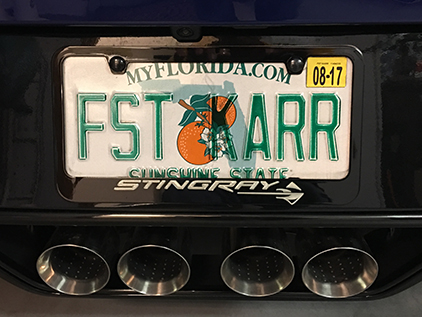 MYFLORIDA.COM
08-17
FST KARR
SUNSHINE STATE
STINGRAY